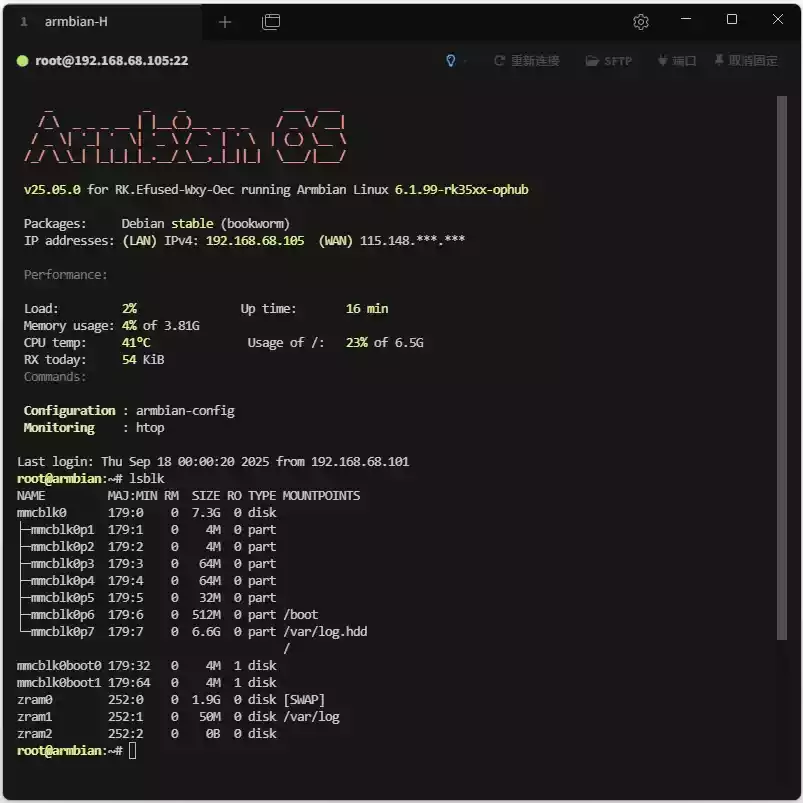 1 armbian-H
root@192.168.68.105:22 重新连接 SFTP 端口 取消固定
Armbian OS
v25.05.0 for RK.Efused-Wxy-Oec running Armbian Linux 6.1.99-rk35xx-ophub
Packages: Debian stable (bookworm)
IP addresses: (LAN) IPv4: 192.168.68.105 (WAN) 115.148.***.***
Performance:
Load: 2% Up time: 16 min
Memory usage: 4% of 3.81G
CPU temp: 41°C Usage of /: 23% of 6.5G
RX today: 54 KiB
Commands:
Configuration : armbian-config
Monitoring : htop
Last login: Thu Sep 18 00:00:20 2025 from 192.168.68.101
root@armbian:~# lsblk
NAME MAJ:MIN RM SIZE RO TYPE MOUNTPOINTS
mmcblk0 179:0 0 7.3G 0 disk
├─mmcblk0p1 179:1 0 4M 0 part
├─mmcblk0p2 179:2 0 4M 0 part
├─mmcblk0p3 179:3 0 64M 0 part
├─mmcblk0p4 179:4 0 64M 0 part
├─mmcblk0p5 179:5 0 32M 0 part
├─mmcblk0p6 179:6 0 512M 0 part /boot
└─mmcblk0p7 179:7 0 6.6G 0 part /var/log.hdd
/
mmcblk0boot0 179:32 0 4M 1 disk
mmcblk0boot1 179:64 0 4M 1 disk
zram0 252:0 0 1.9G 0 disk [SWAP]
zram1 252:1 0 50M 0 disk /var/log
zram2 252:2 0 0B 0 disk
root@armbian:~#